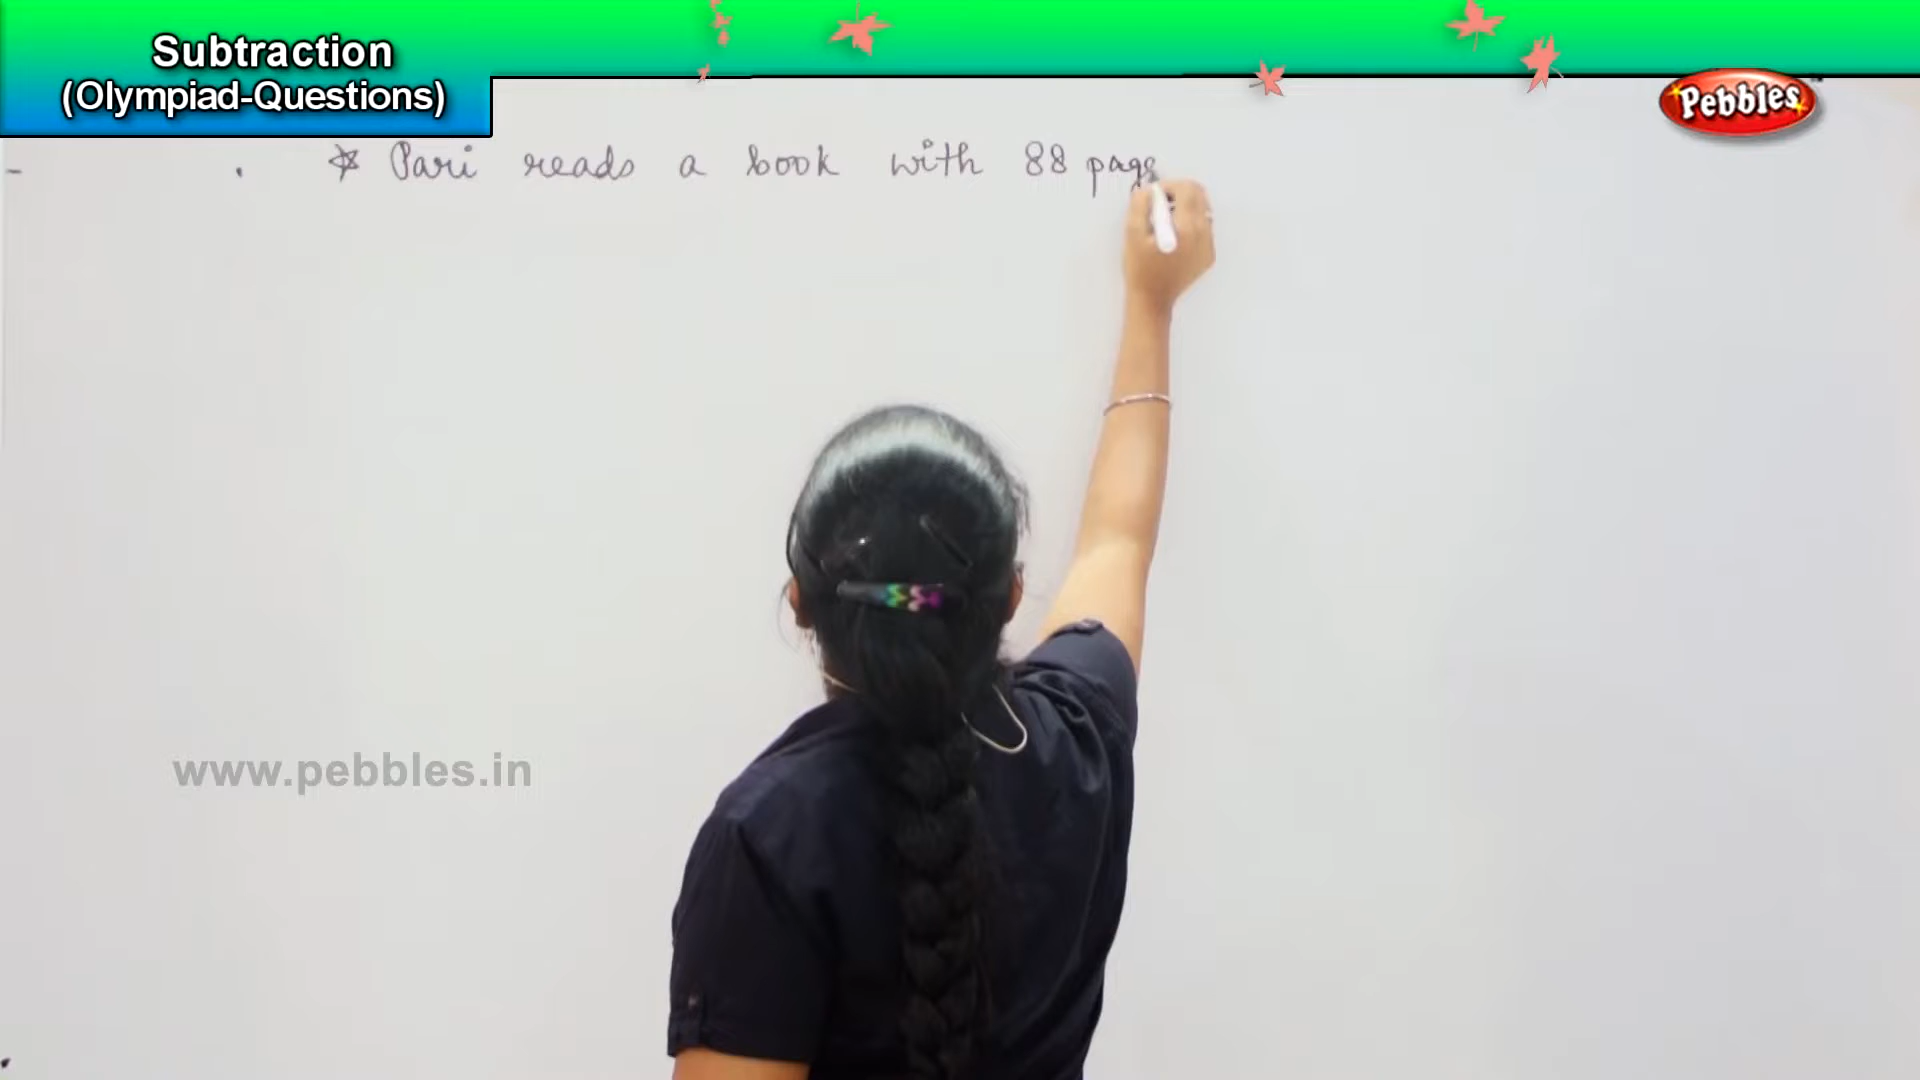 Subtraction
(Olympiad-Questions)
Pebbles
* Pari reads a book with 88 pags
www.pebbles.in